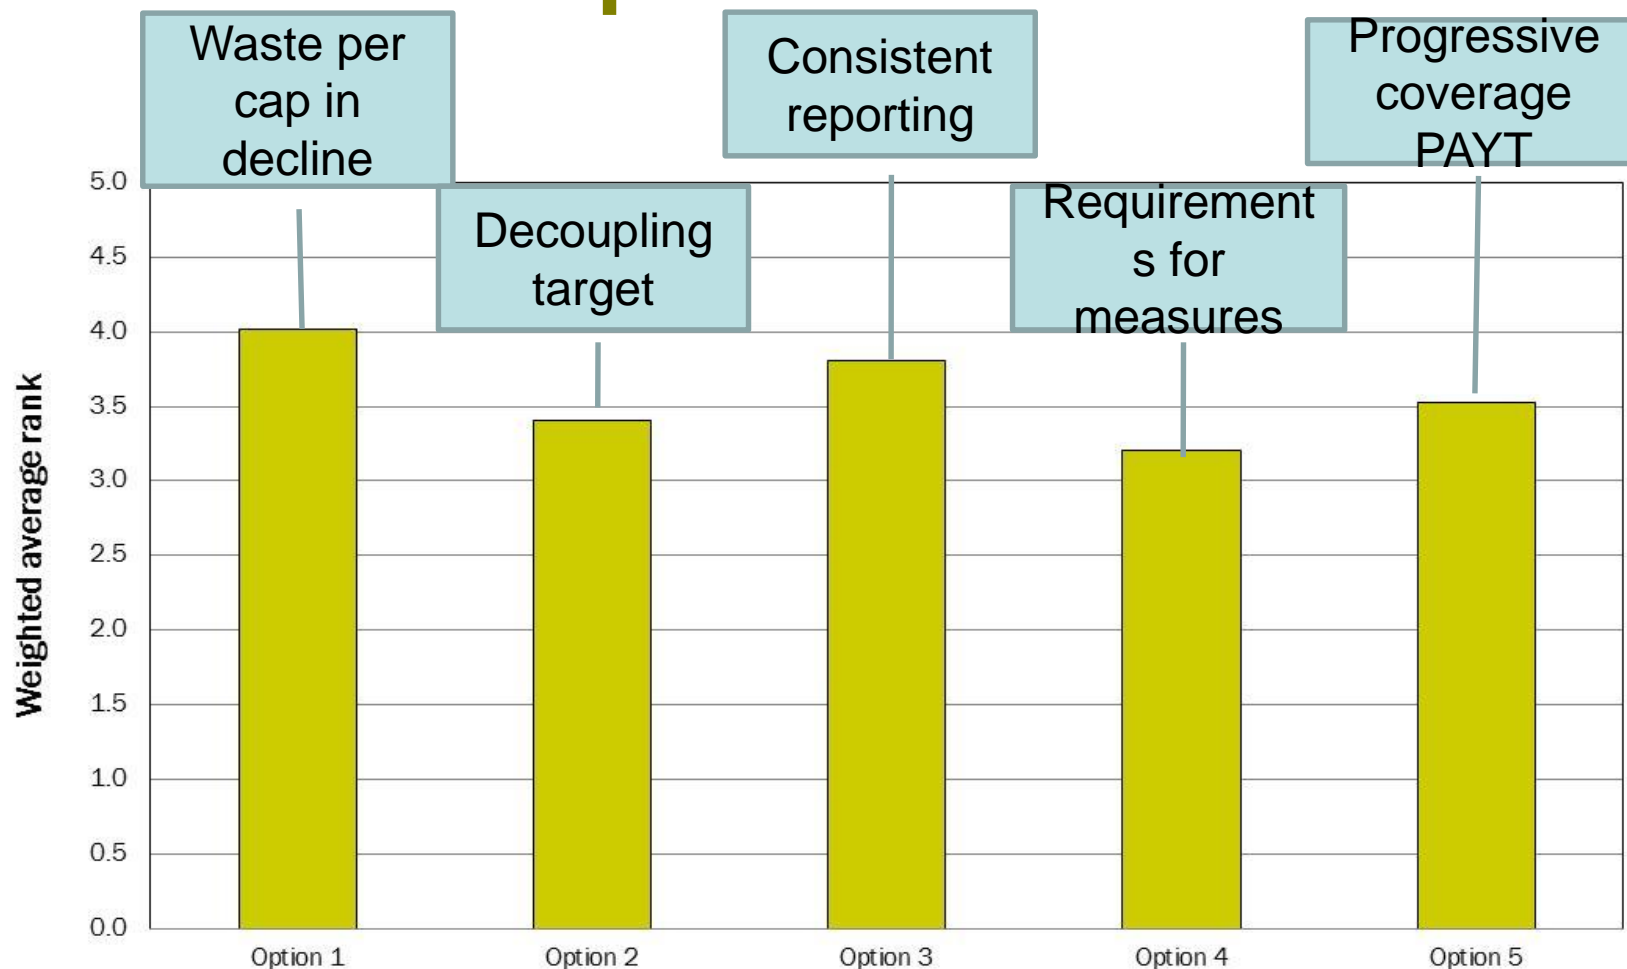 Waste per
cap in
decline
Consistent
reporting
Progressive
coverage
PAYT
Decoupling
target
Requirement
s for
measures
Weighted average rank
5.0
4.5
4.0
3.5
3.0
2.5
2.0
1.5
1.0
0.5
0.0
Option 1
Option 2
Option 3
Option 4
Option 5